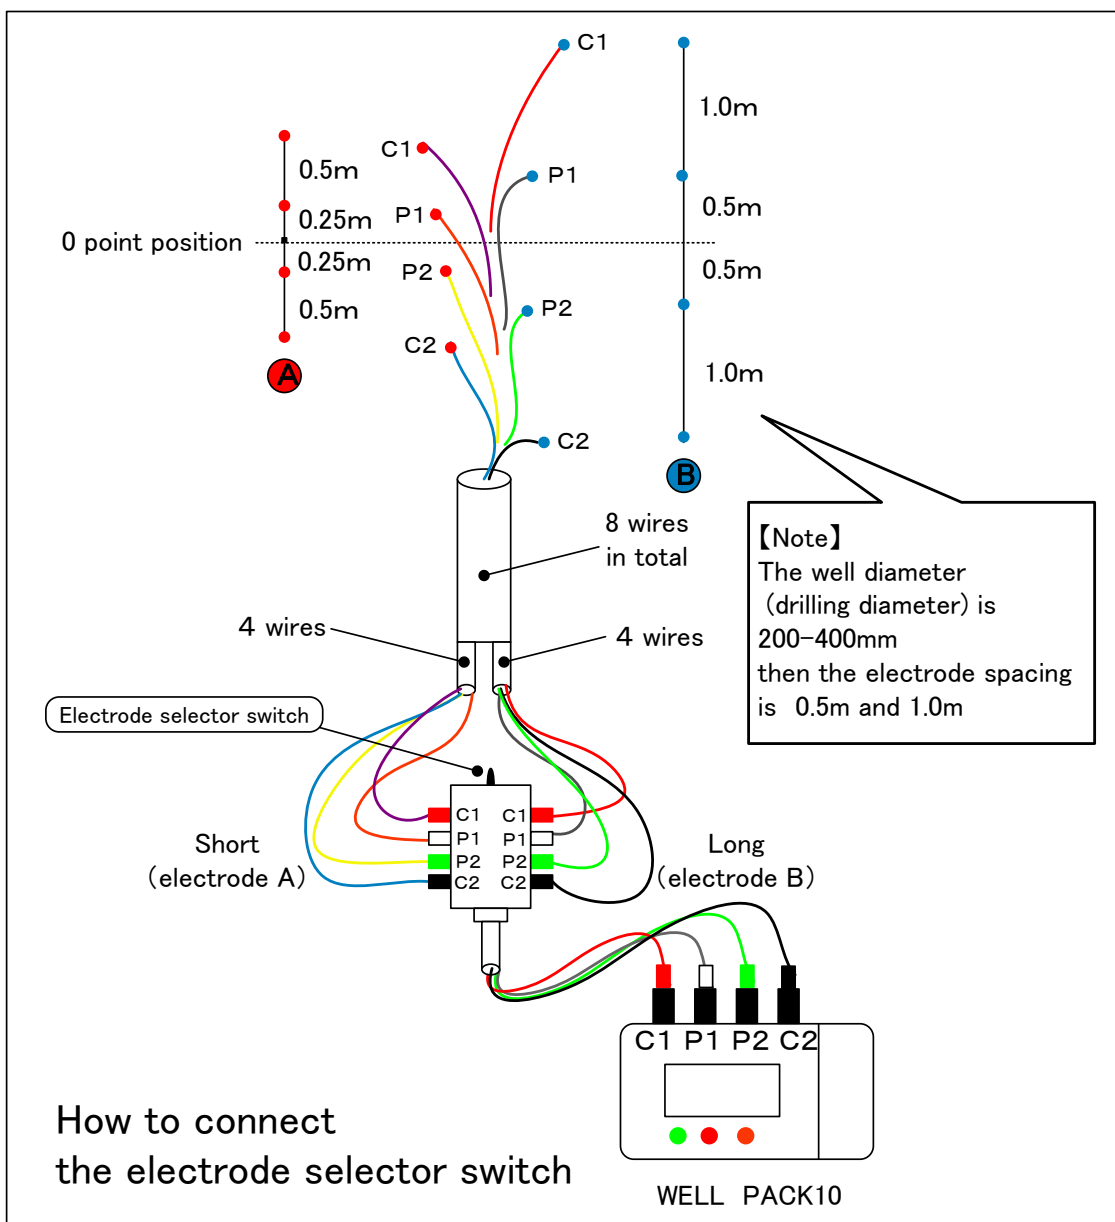 C1
1.0m
C1
0.5m
P1
0.25m
P1
0.5m
0 point position
0.25m
0.5m
P2
0.5m
P2
C2
A
1.0m
C2
B
8 wires
in total
【Note】
The well diameter
(drilling diameter) is
200-400mm
then the electrode spacing
is 0.5m and 1.0m
4 wires
4 wires
Electrode selector switch
C1 C1
P1 P1
P2 P2
C2 C2
Short
(electrode A)
Long
(electrode B)
C1 P1 P2 C2
How to connect
the electrode selector switch
WELL PACK10